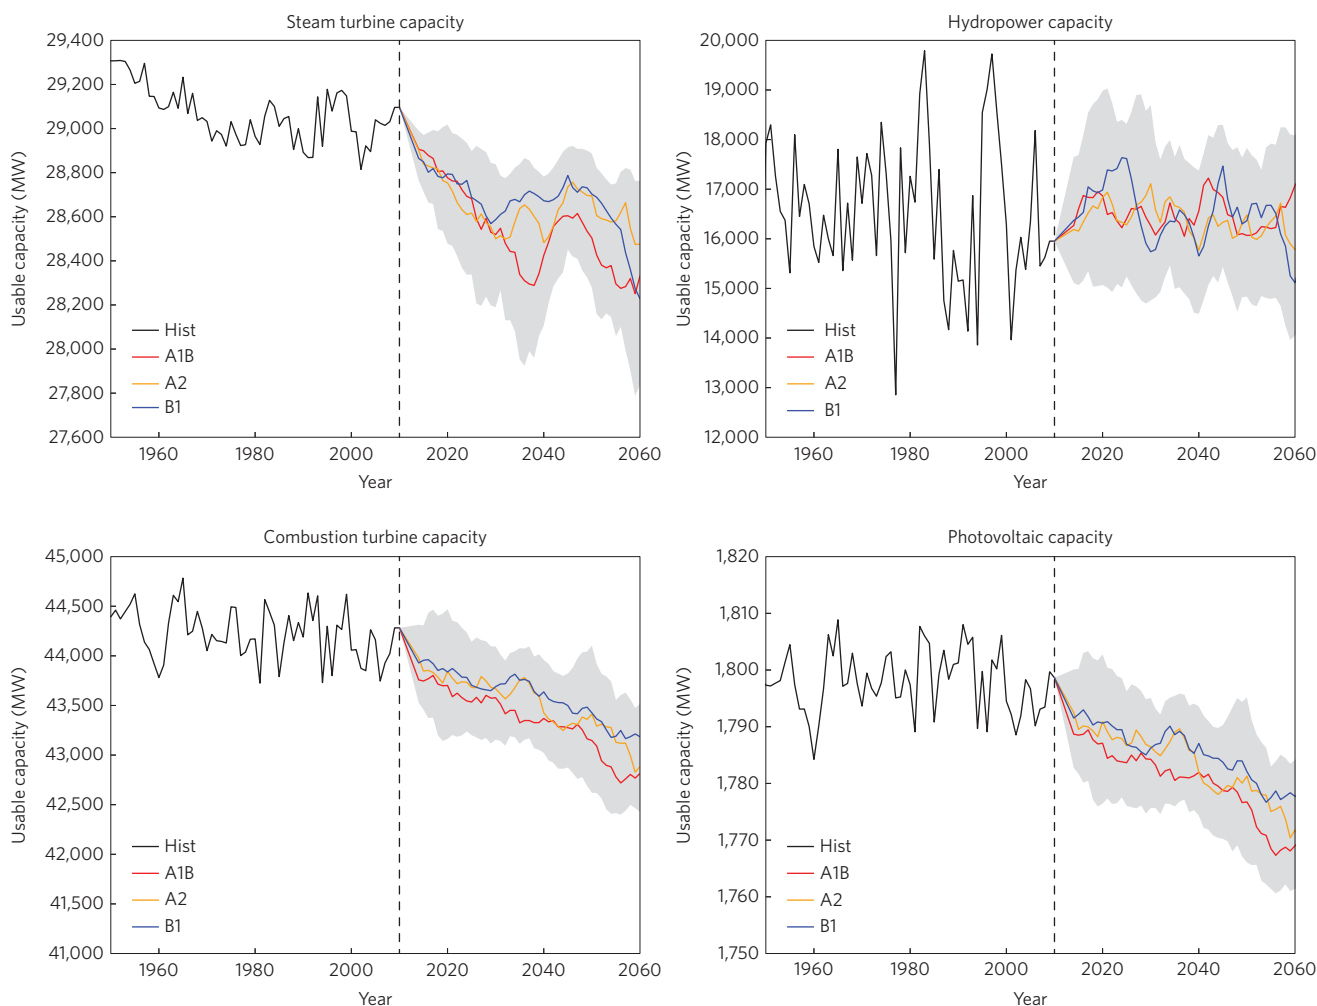 Steam turbine capacity
29,400
29,200
29,000
28,800
28,600
28,400
28,200
28,000
27,800
27,600
Usable capacity (MW)
Hist
A1B
A2
B1
1960 1980 2000 2020 2040 2060
Year
Hydropower capacity
20,000
19,000
18,000
17,000
16,000
15,000
14,000
13,000
12,000
Usable capacity (MW)
Hist
A1B
A2
B1
1960 1980 2000 2020 2040 2060
Year
Combustion turbine capacity
45,000
44,500
44,000
43,500
43,000
42,500
42,000
41,500
41,000
Usable capacity (MW)
Hist
A1B
A2
B1
1960 1980 2000 2020 2040 2060
Year
Photovoltaic capacity
1,820
1,810
1,800
1,790
1,780
1,770
1,760
1,750
Usable capacity (MW)
Hist
A1B
A2
B1
1960 1980 2000 2020 2040 2060
Year